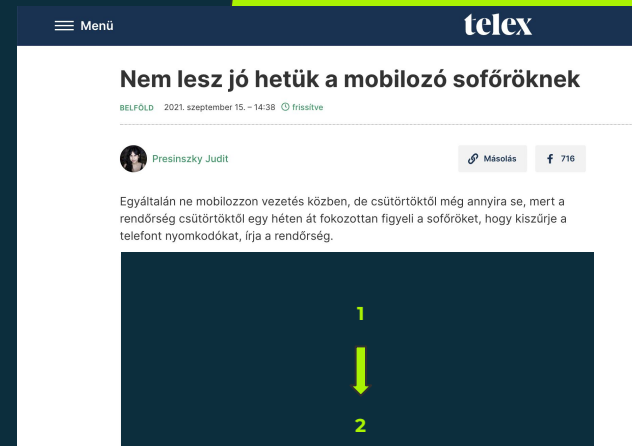 Menü
telex
Nem lesz jó hetük a mobilozó sofőröknek
BELFÖLD 2021. szeptember 15. – 14:38 frissítve
Presinszky Judit
Másolás
716
Egyáltalán ne mobilozzon vezetés közben, de csütörtöktől még annyira se, mert a
rendőrség csütörtöktől egy héten át fokozottan figyeli a sofőröket, hogy kiszűrje a
telefont nyomkodókat, írja a rendőrség.
1
2